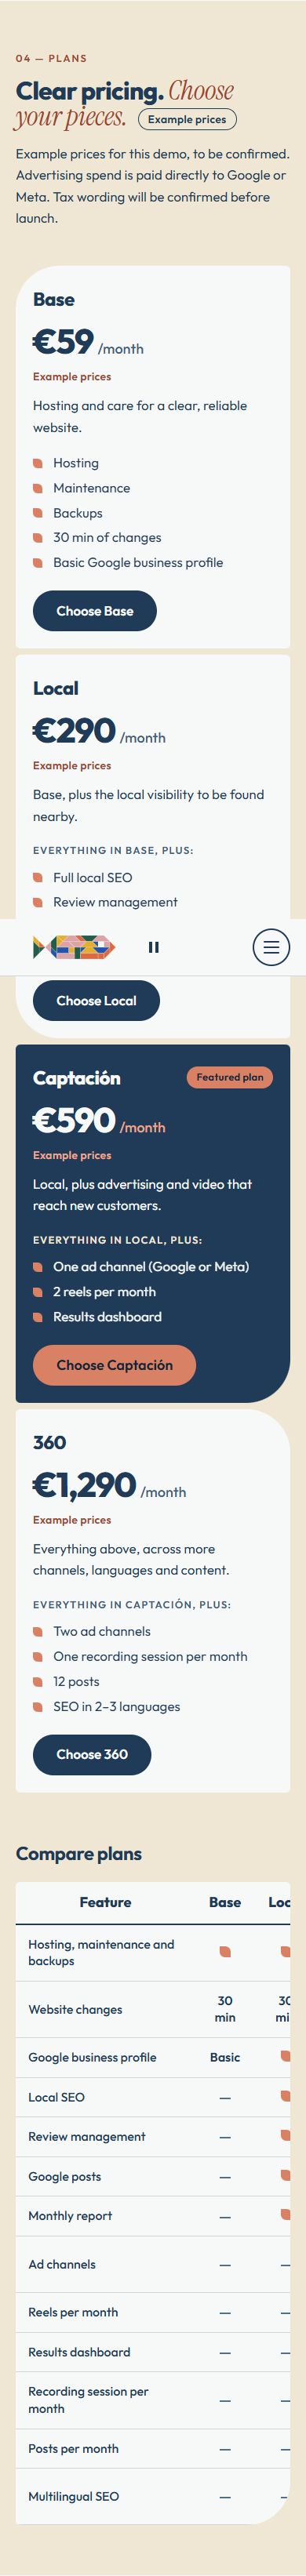 04 — PLANS
Clear pricing. Choose
your pieces. Example prices
Example prices for this demo, to be confirmed.
Advertising spend is paid directly to Google or
Meta. Tax wording will be confirmed before
launch.
Base
€59 /month
Example prices
Hosting and care for a clear, reliable
website.
Hosting
Maintenance
Backups
30 min of changes
Basic Google business profile
Choose Base
Local
€290 /month
Example prices
Base, plus the local visibility to be found
nearby.
EVERYTHING IN BASE, PLUS:
Full local SEO
Review management
Choose Local
Captación
Featured plan
€590 /month
Example prices
Local, plus advertising and video that
reach new customers.
EVERYTHING IN LOCAL, PLUS:
One ad channel (Google or Meta)
2 reels per month
Results dashboard
Choose Captación
360
€1,290 /month
Example prices
Everything above, across more
channels, languages and content.
EVERYTHING IN CAPTACIÓN, PLUS:
Two ad channels
One recording session per month
12 posts
SEO in 2–3 languages
Choose 360
Compare plans
Feature Base
Hosting, maintenance and
backups
Website changes 30
min
Google business profile Basic
Local SEO —
Review management —
Google posts —
Monthly report —
Ad channels — —
Reels per month — —
Results dashboard — —
Recording session per
month — —
Posts per month — —
Multilingual SEO — —